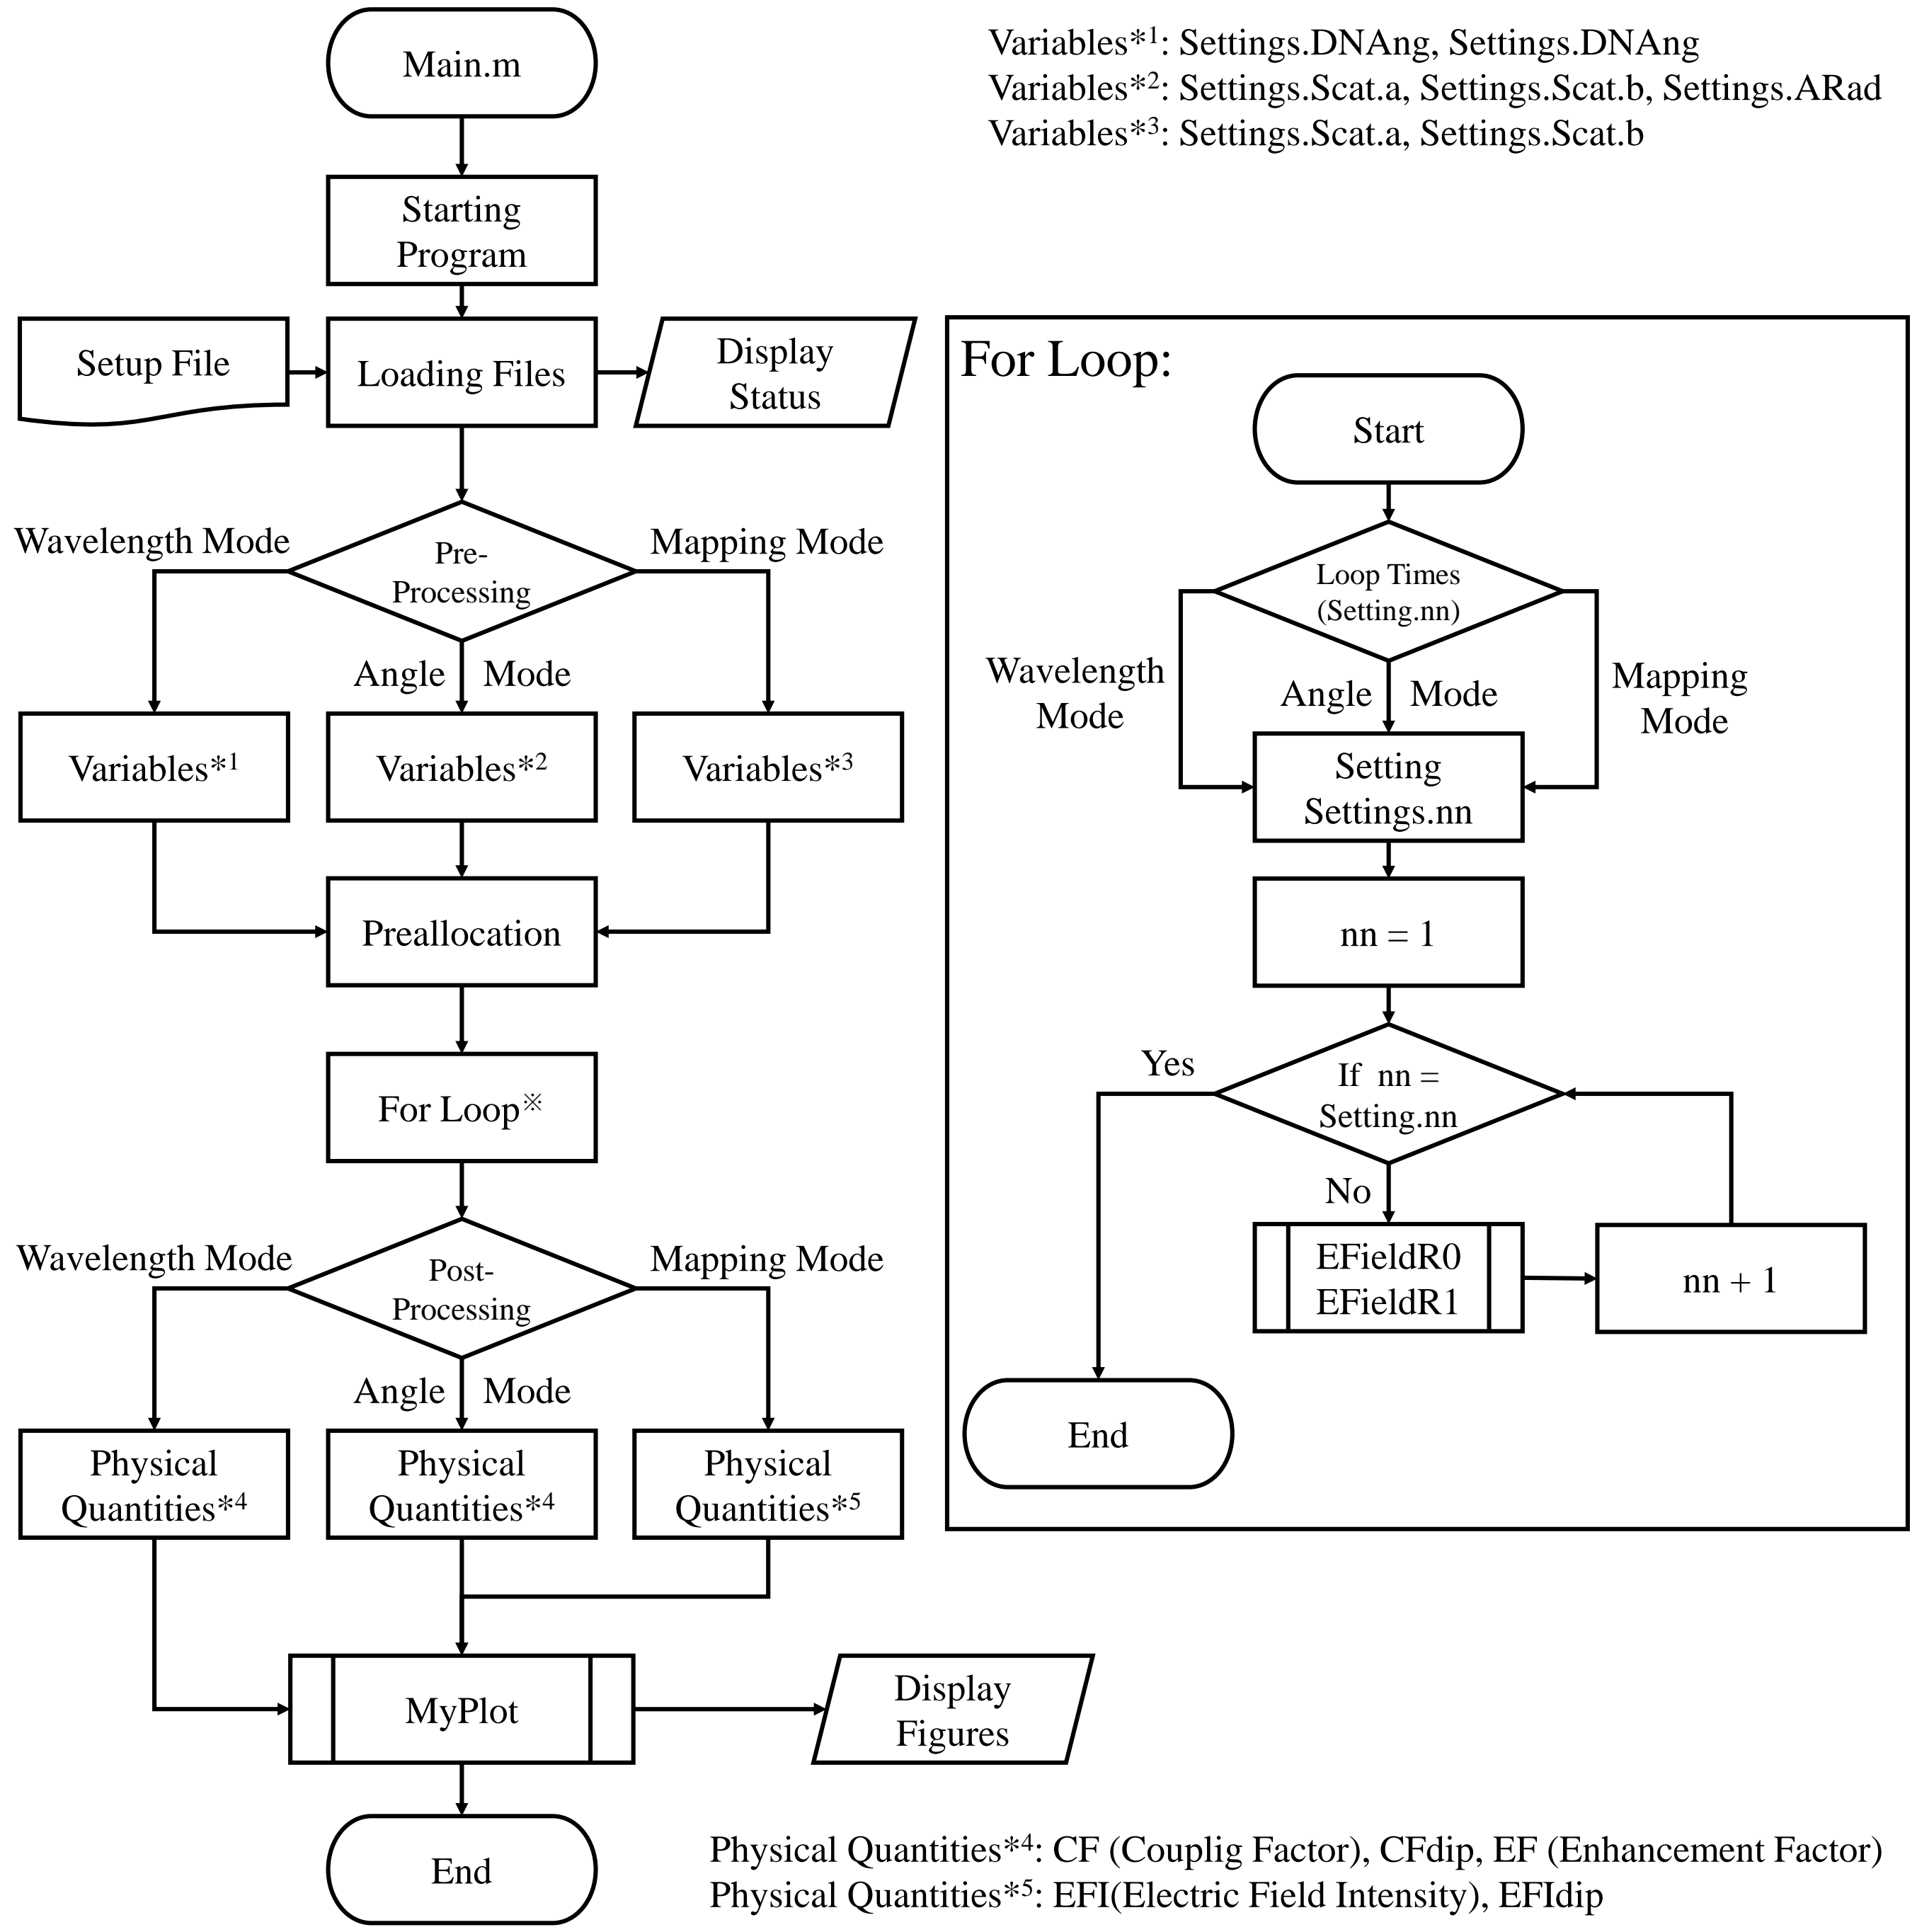 Main.m
Variables*1: Settings.DNAng, Settings.DNAng
Variables*2: Settings.Scat.a, Settings.Scat.b, Settings.ARad
Variables*3: Settings.Scat.a, Settings.Scat.b
Starting
Program
Setup File
Loading Files
Display
Status
Wavelength Mode
Pre-
Processing
Mapping Mode
Angle Mode
Variables*1
Variables*2
Variables*3
Preallocation
For Loop※
Wavelength Mode
Post-
Processing
Mapping Mode
Angle Mode
Physical
Quantities*4
Physical
Quantities*4
Physical
Quantities*5
MyPlot
Display
Figures
End
For Loop:
Start
Loop Times
(Setting.nn)
Wavelength
Mode
Angle Mode
Mapping
Mode
Setting
Settings.nn
nn = 1
Yes
If nn =
Setting.nn
No
EFieldR0
EFieldR1
nn + 1
End
Physical Quantities*4: CF (Couplig Factor), CFdip, EF (Enhancement Factor)
Physical Quantities*5: EFI(Electric Field Intensity), EFIdip